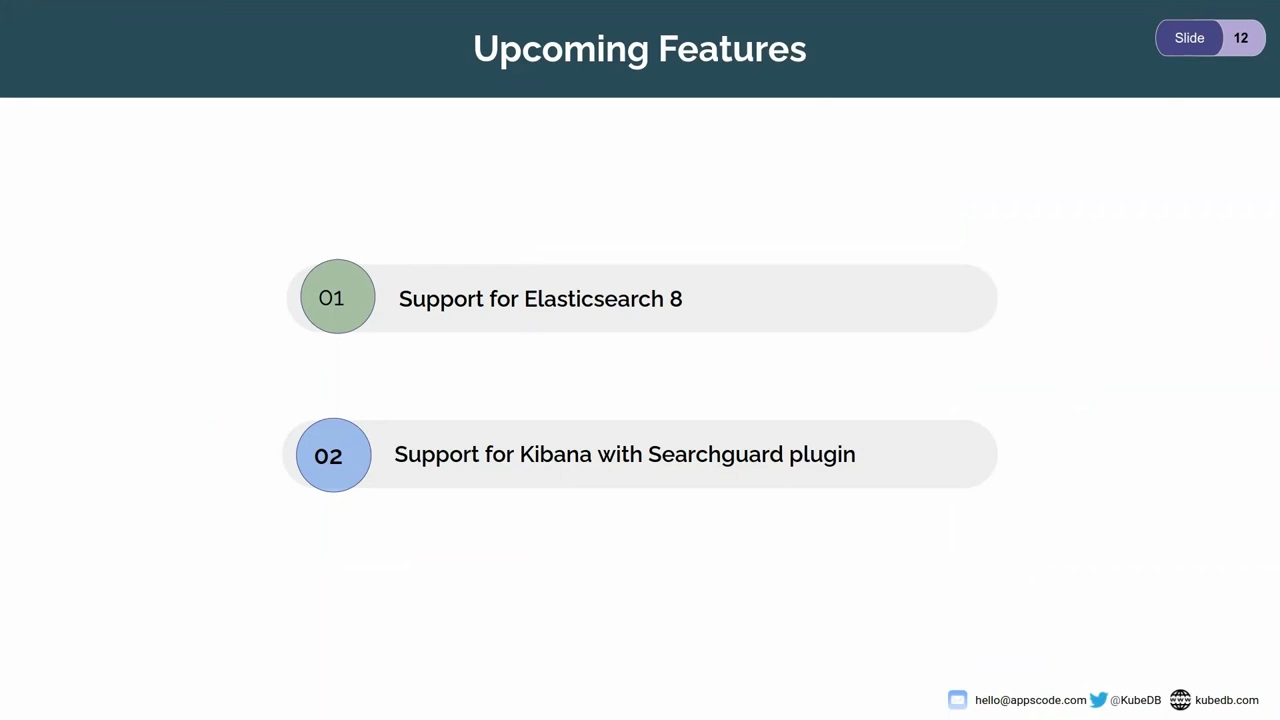 Upcoming Features
Slide 12
01 Support for Elasticsearch 8
02 Support for Kibana with Searchguard plugin
hello@appscode.com @KubeDB kubedb.com